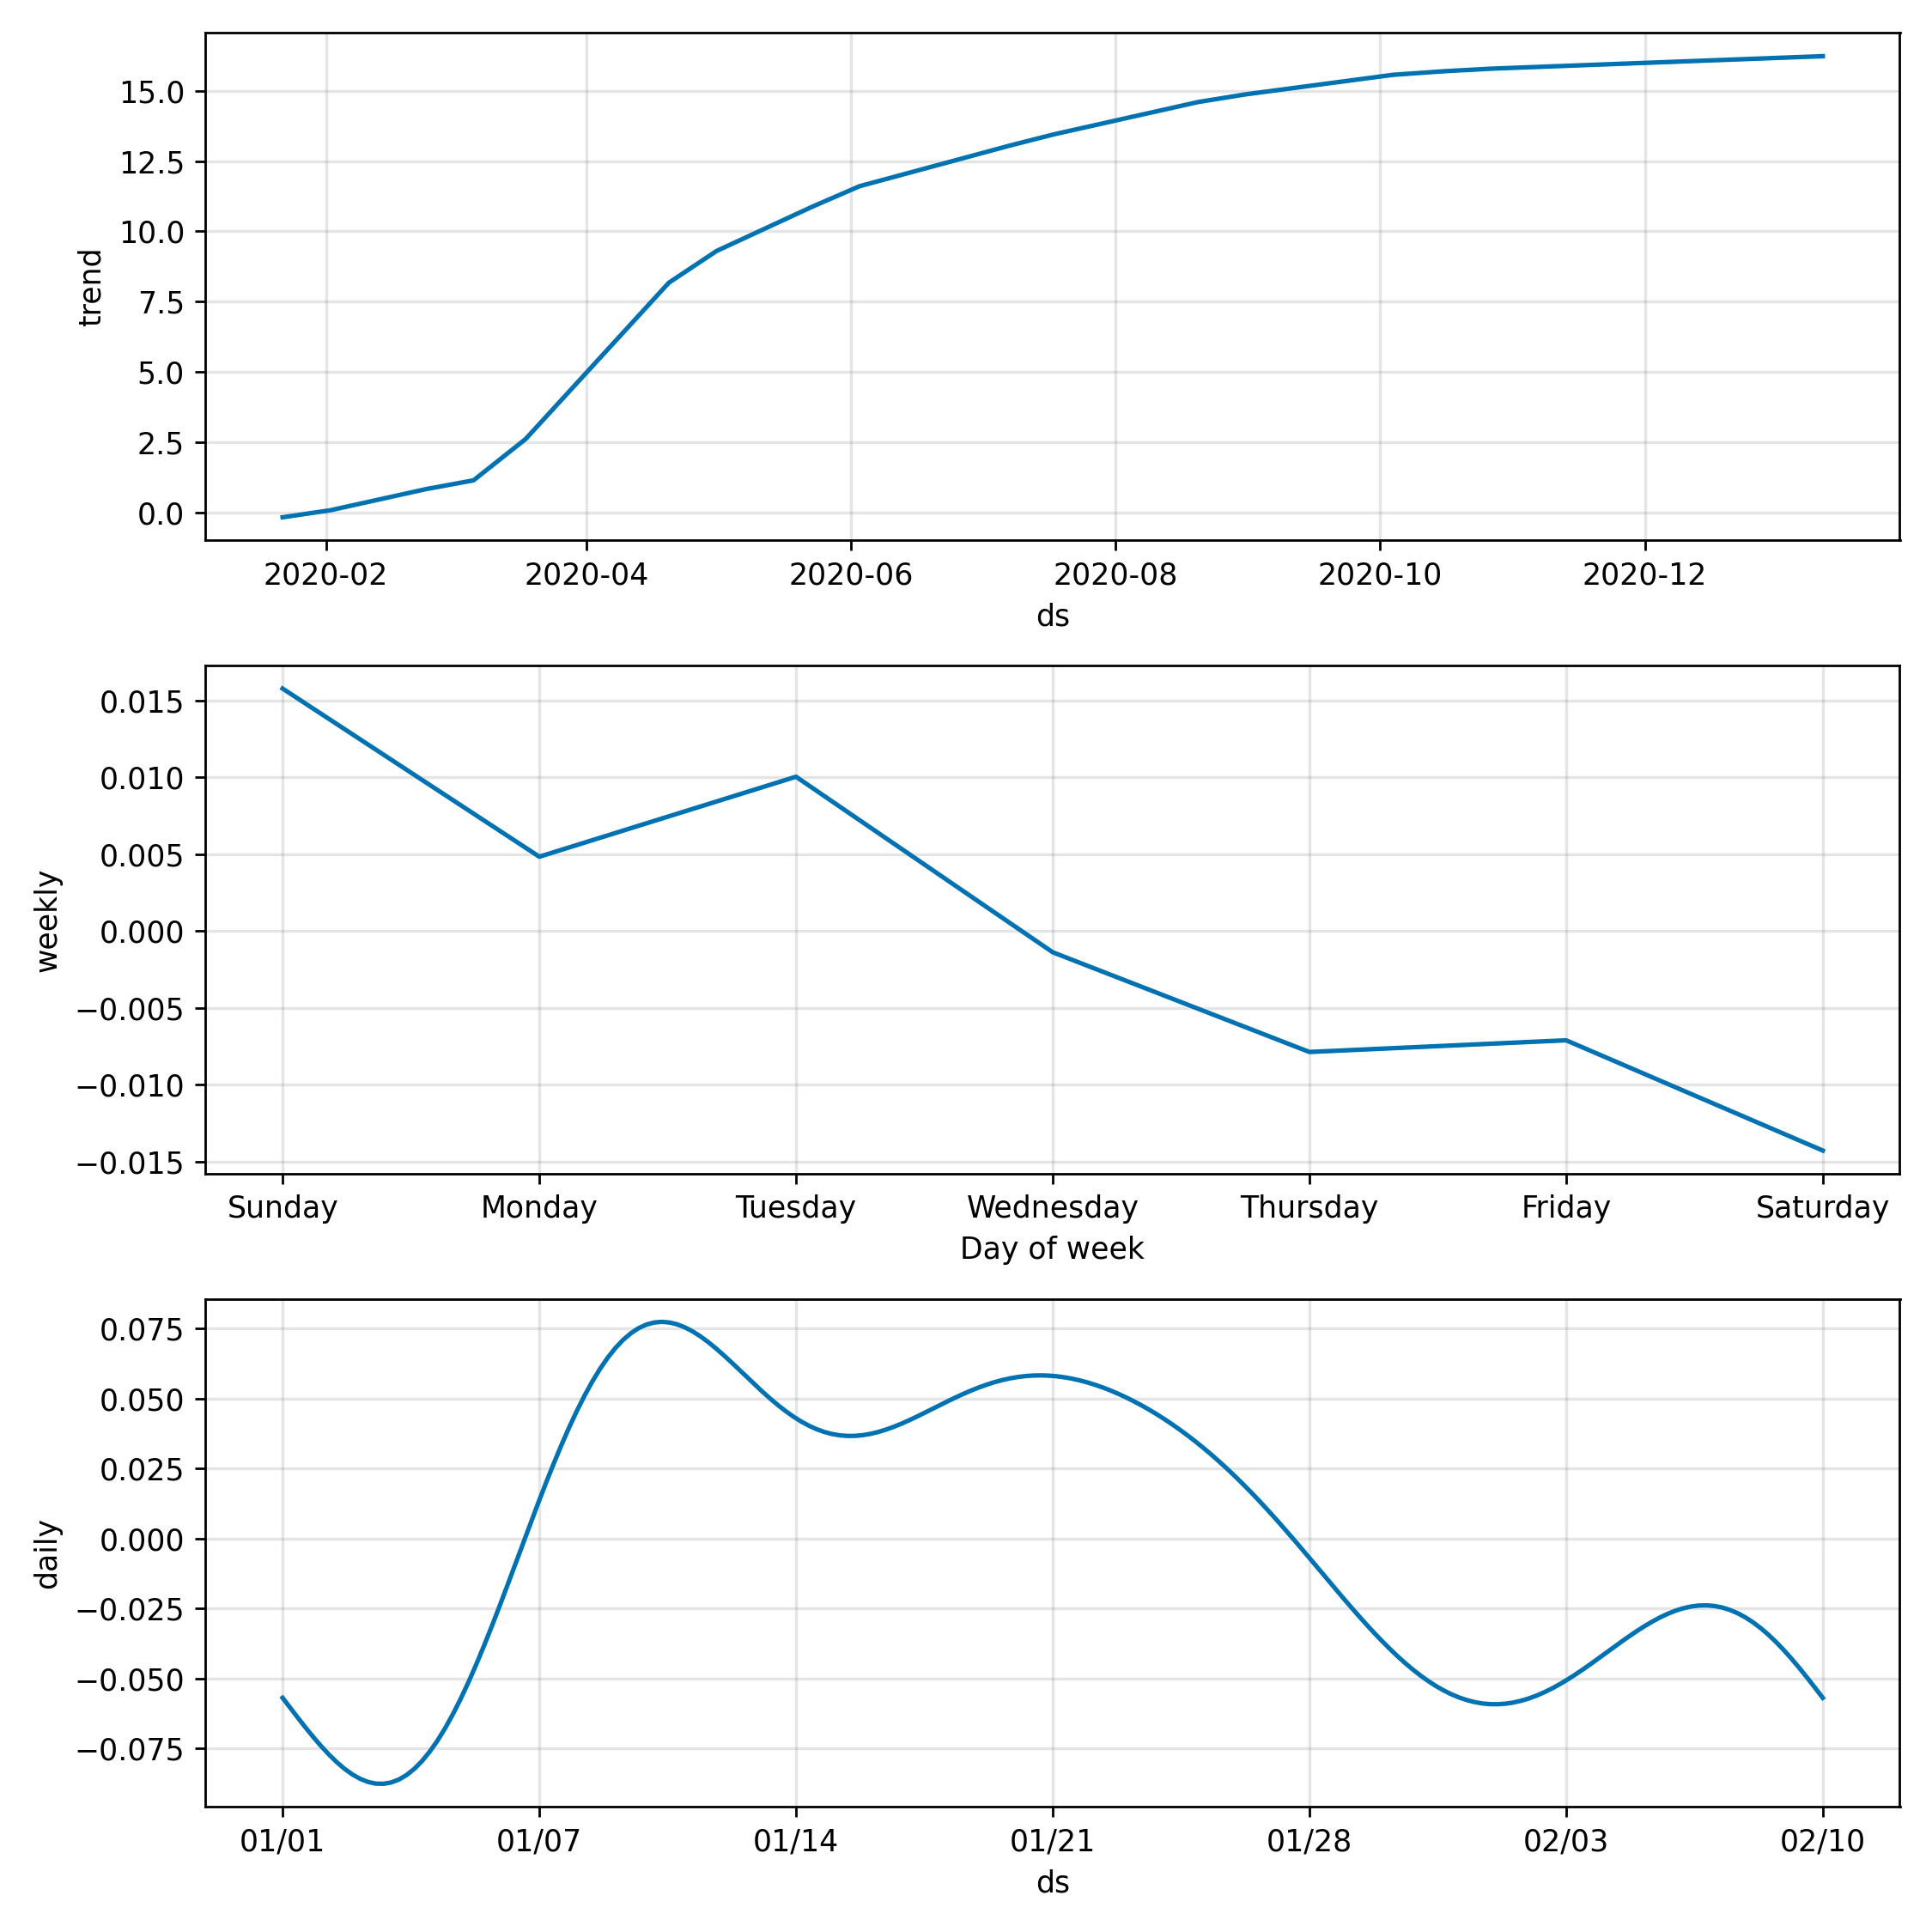 15.0
12.5
10.0
7.5
5.0
2.5
0.0
trend
2020-02 2020-04 2020-06 2020-08 2020-10 2020-12
ds
0.015
0.010
0.005
0.000
−0.005
−0.010
−0.015
weekly
Sunday Monday Tuesday Wednesday Thursday Friday Saturday
Day of week
0.075
0.050
0.025
0.000
−0.025
−0.050
−0.075
daily
01/01 01/07 01/14 01/21 01/28 02/03 02/10
ds